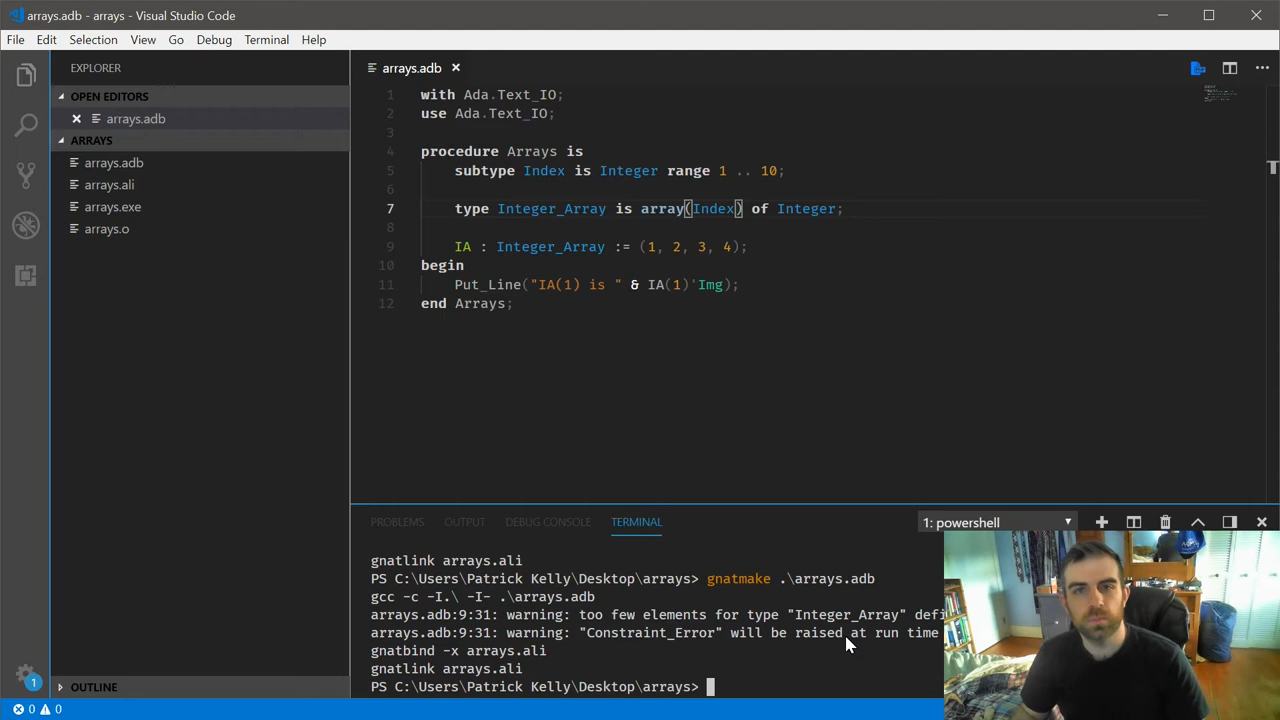 arrays.adb - arrays - Visual Studio Code
File Edit Selection View Go Debug Terminal Help
EXPLORER
OPEN EDITORS
arrays.adb
ARRAYS
arrays.adb
arrays.ali
arrays.exe
arrays.o
OUTLINE
1
0 0
arrays.adb
1 with Ada.Text_IO;
2 use Ada.Text_IO;
3
4 procedure Arrays is
5 subtype Index is Integer range 1 .. 10;
6
7 type Integer_Array is array(Index) of Integer;
8
9 IA : Integer_Array := (1, 2, 3, 4);
10 begin
11 Put_Line("IA(1) is " & IA(1)'Img);
12 end Arrays;
PROBLEMS OUTPUT DEBUG CONSOLE TERMINAL 1: powershell
gnatlink arrays.ali
PS C:\Users\Patrick Kelly\Desktop\arrays> gnatmake .\arrays.adb
gcc -c -I.\ -I- .\arrays.adb
arrays.adb:9:31: warning: too few elements for type "Integer_Array" defi
arrays.adb:9:31: warning: "Constraint_Error" will be raised at run time
gnatbind -x arrays.ali
gnatlink arrays.ali
PS C:\Users\Patrick Kelly\Desktop\arrays>